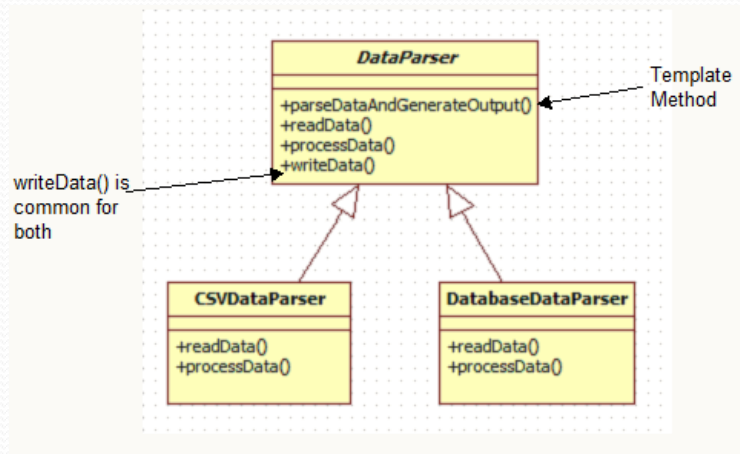 DataParser
+parseDataAndGenerateOutput()
+readData()
+processData()
+writeData()
Template
Method
writeData() is
common for
both
CSVDataParser
+readData()
+processData()
DatabaseDataParser
+readData()
+processData()